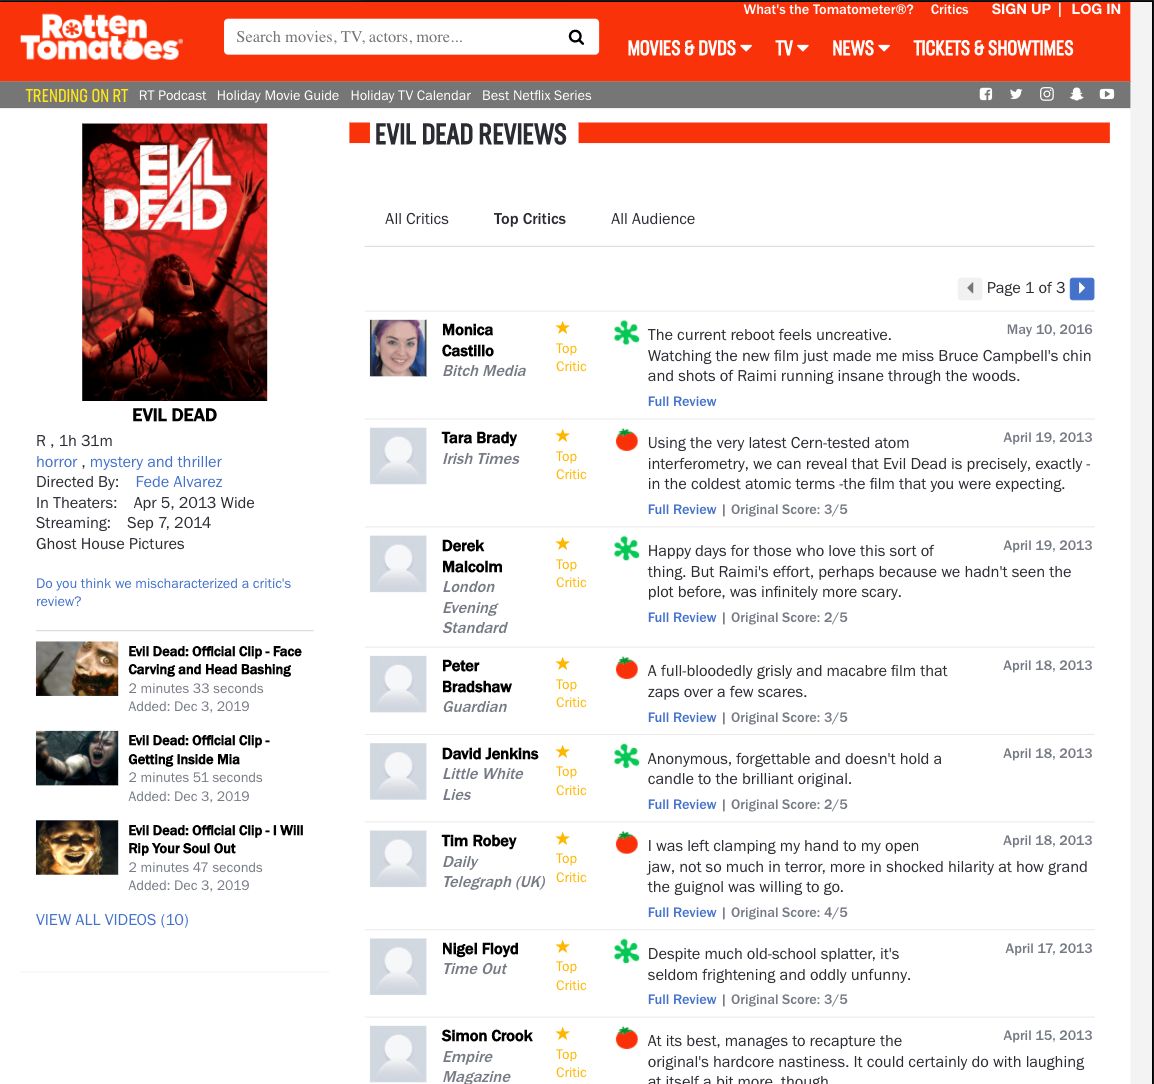 What's the Tomatometer®? Critics SIGN UP | LOG IN
Rotten
Tomatoes®
Search movies, TV, actors, more...
MOVIES & DVDS TV NEWS TICKETS & SHOWTIMES
TRENDING ON RT RT Podcast Holiday Movie Guide Holiday TV Calendar Best Netflix Series
EVIL
DEAD
EVIL DEAD
R , 1h 31m
horror , mystery and thriller
Directed By: Fede Alvarez
In Theaters: Apr 5, 2013 Wide
Streaming: Sep 7, 2014
Ghost House Pictures
Do you think we mischaracterized a critic's
review?
Evil Dead: Official Clip - Face
Carving and Head Bashing
2 minutes 33 seconds
Added: Dec 3, 2019
Evil Dead: Official Clip -
Getting Inside Mia
2 minutes 51 seconds
Added: Dec 3, 2019
Evil Dead: Official Clip - I Will
Rip Your Soul Out
2 minutes 47 seconds
Added: Dec 3, 2019
VIEW ALL VIDEOS (10)
EVIL DEAD REVIEWS
All Critics Top Critics All Audience
Page 1 of 3
Monica
Castillo
Bitch Media
Top
Critic
May 10, 2016
The current reboot feels uncreative.
Watching the new film just made me miss Bruce Campbell's chin
and shots of Raimi running insane through the woods.
Full Review
Tara Brady
Irish Times
Top
Critic
April 19, 2013
Using the very latest Cern-tested atom
interferometry, we can reveal that Evil Dead is precisely, exactly -
in the coldest atomic terms -the film that you were expecting.
Full Review | Original Score: 3/5
Derek
Malcolm
London
Evening
Standard
Top
Critic
April 19, 2013
Happy days for those who love this sort of
thing. But Raimi's effort, perhaps because we hadn't seen the
plot before, was infinitely more scary.
Full Review | Original Score: 2/5
Peter
Bradshaw
Guardian
Top
Critic
April 18, 2013
A full-bloodedly grisly and macabre film that
zaps over a few scares.
Full Review | Original Score: 3/5
David Jenkins
Little White
Lies
Top
Critic
April 18, 2013
Anonymous, forgettable and doesn't hold a
candle to the brilliant original.
Full Review | Original Score: 2/5
Tim Robey
Daily
Telegraph (UK)
Top
Critic
April 18, 2013
I was left clamping my hand to my open
jaw, not so much in terror, more in shocked hilarity at how grand
the guignol was willing to go.
Full Review | Original Score: 4/5
Nigel Floyd
Time Out
Top
Critic
April 17, 2013
Despite much old-school splatter, it's
seldom frightening and oddly unfunny.
Full Review | Original Score: 3/5
Simon Crook
Empire
Magazine
Top
Critic
April 15, 2013
At its best, manages to recapture the
original's hardcore nastiness. It could certainly do with laughing
at itself a bit more, though.